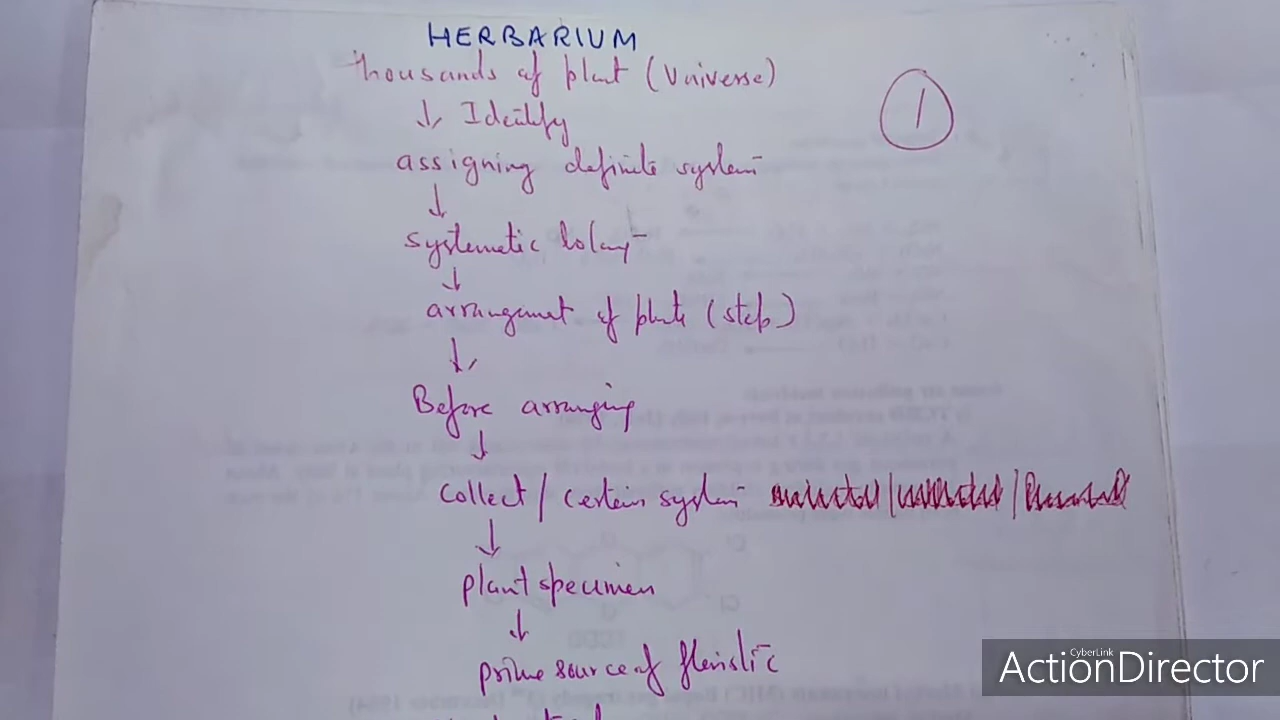 HERBARIUM
thousands of plant (Universe)
1
↓ Identify
assigning definite system
↓
systematic botany
↓
arrangement of plants (steps)
↓
Before arranging
↓
collect / certain system
↓
plant specimen
↓
prime source of floristic
CyberLink
ActionDirector